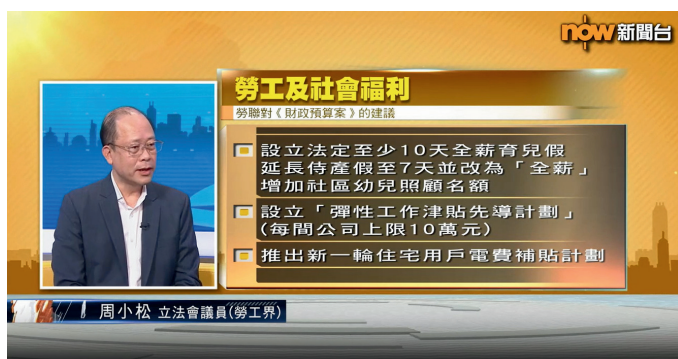 now 新聞台
勞工及社會福利
勞聯對《財政預算案》的建議
設立法定至少10天全薪育兒假
延長侍產假至7天並改為「全薪」
增加社區幼兒照顧名額
設立「彈性工作津貼先導計劃」
(每間公司上限10萬元)
推出新一輪住宅用戶電費補貼計劃
周小松 立法會議員(勞工界)